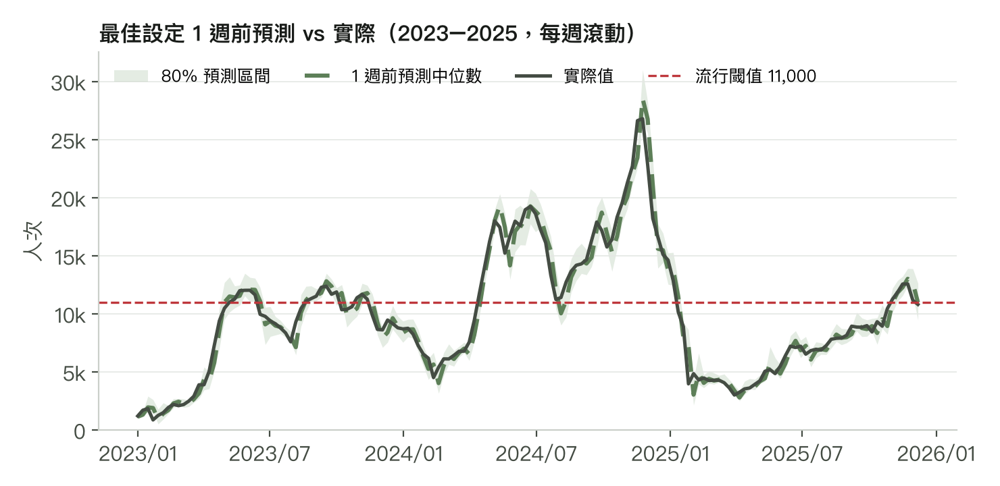 最佳設定 1 週前預測 vs 實際（2023—2025，每週滾動）
80% 預測區間
1 週前預測中位數
實際值
流行閾值 11,000
人次
30k
25k
20k
15k
10k
5k
0
2023/01
2023/07
2024/01
2024/07
2025/01
2025/07
2026/01